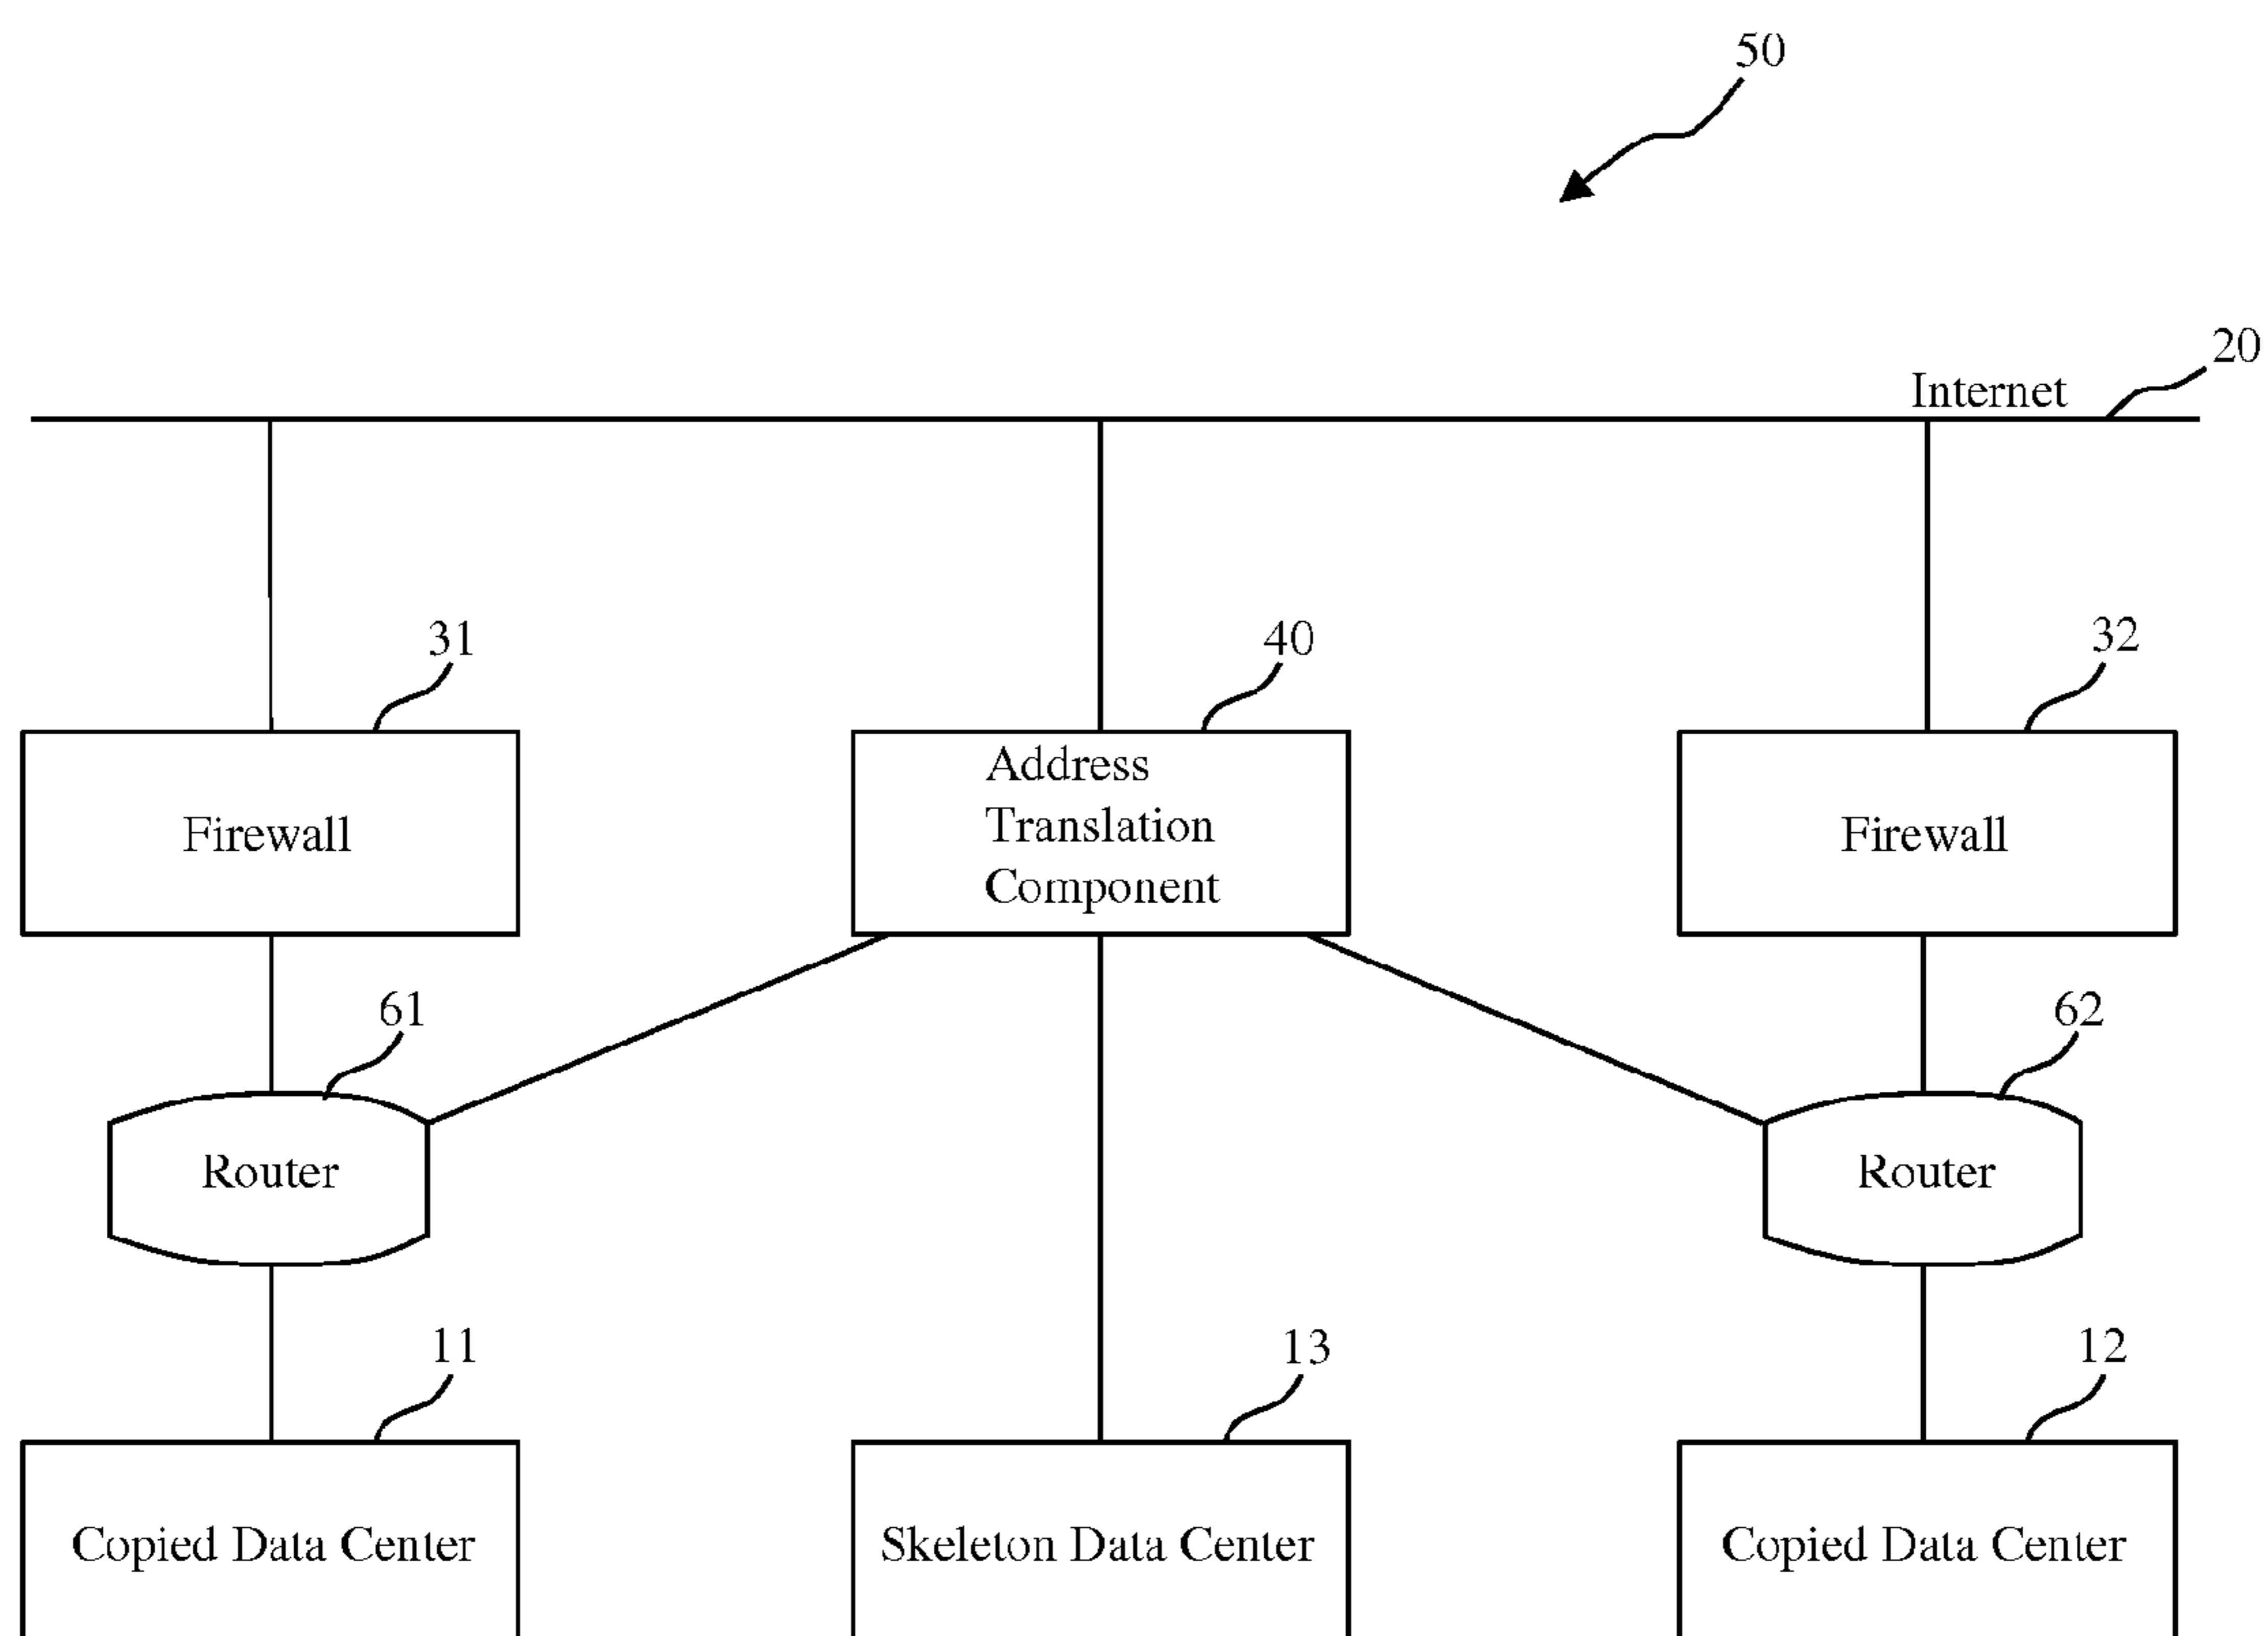 50
20
Internet
31
40
32
Firewall
Address
Translation
Component
Firewall
61
62
Router
Router
11
13
12
Copied Data Center
Skeleton Data Center
Copied Data Center